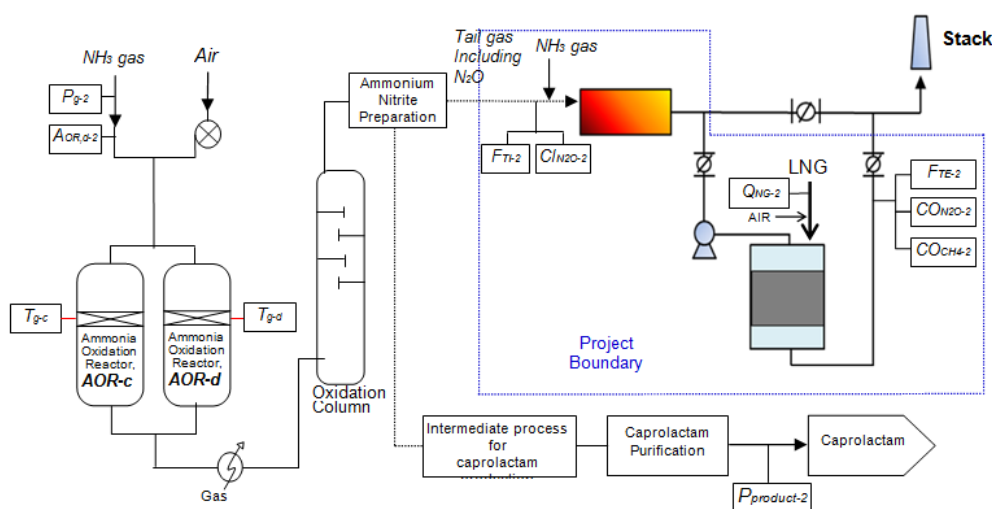 NH₃ gas
Air
Pg-2
AOR,d-2
Tg-c
Tg-d
Ammonia
Oxidation
Reactor,
AOR-c
Ammonia
Oxidation
Reactor,
AOR-d
Gas
Oxidation
Column
Ammonium
Nitrite
Preparation
Tail gas
Including
N₂O
NH₃ gas
FTI-2
CIN2O-2
Stack
LNG
QNG-2
AIR
FTE-2
CON2O-2
COCH4-2
Project
Boundary
Intermediate process
for
caprolactam
Caprolactam
Purification
Caprolactam
Pproduct-2